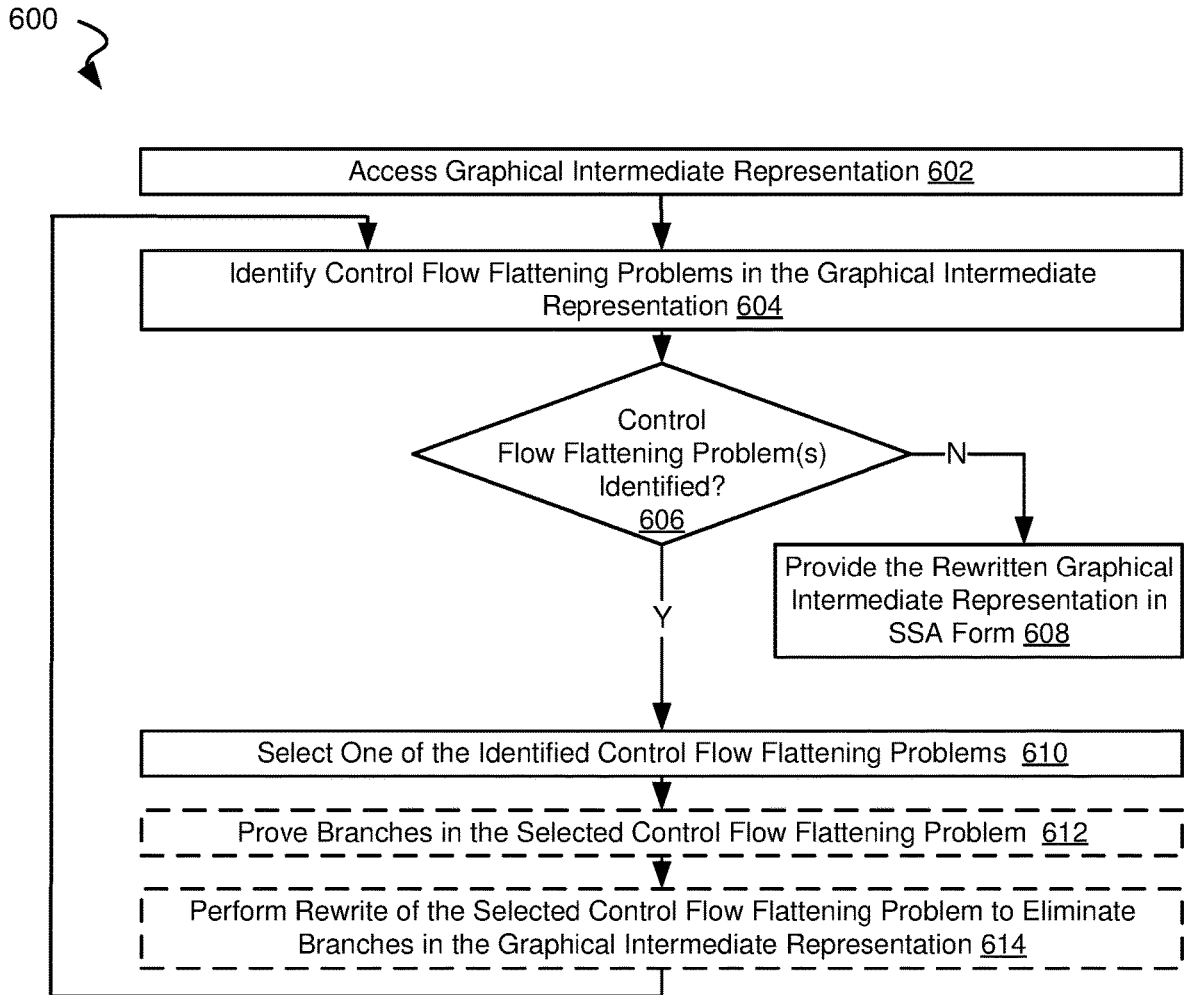 600
Access Graphical Intermediate Representation 602
Identify Control Flow Flattening Problems in the Graphical Intermediate
Representation 604
Control
Flow Flattening Problem(s)
Identified?
606
N
Provide the Rewritten Graphical
Intermediate Representation in
SSA Form 608
Y
Select One of the Identified Control Flow Flattening Problems 610
Prove Branches in the Selected Control Flow Flattening Problem 612
Perform Rewrite of the Selected Control Flow Flattening Problem to Eliminate
Branches in the Graphical Intermediate Representation 614